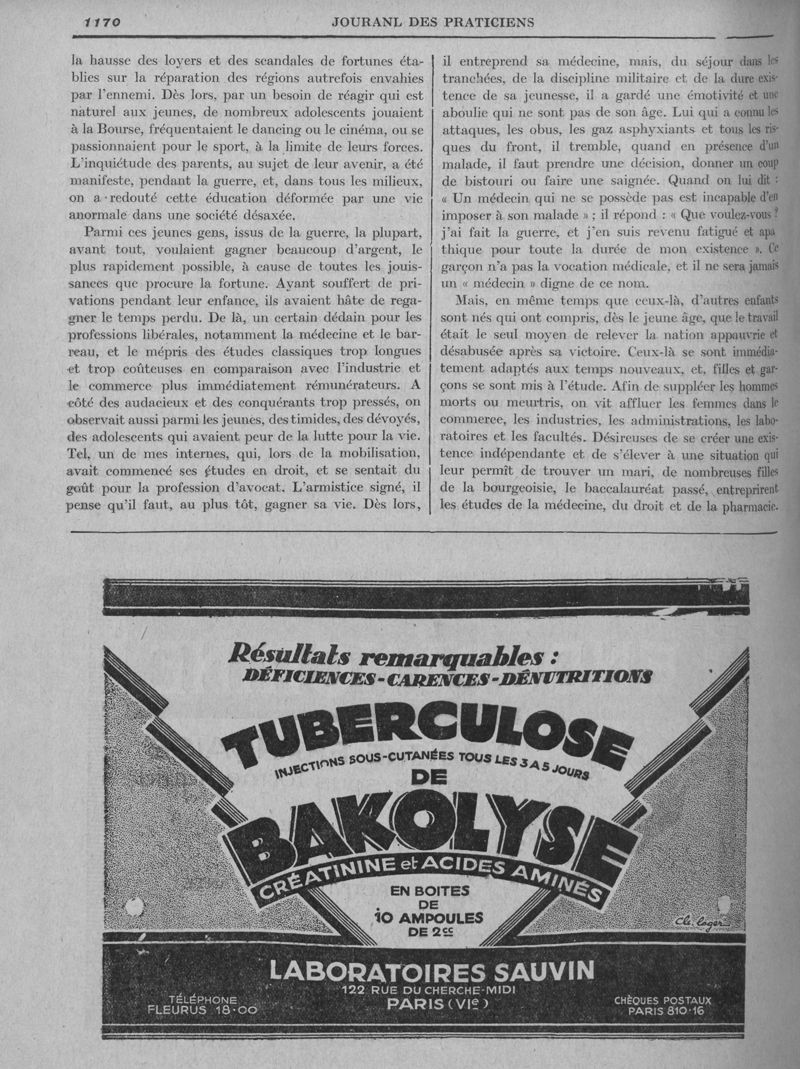 1170
JOURANL DES PRATICIENS
la hausse des loyers et des scandales de fortunes éta-
blies sur la réparation des régions autrefois envahies
par l'ennemi. Dès lors, par un besoin de réagir qui est
naturel aux jeunes, de nombreux adolescents jouaient
à la Bourse, fréquentaient le dancing ou le cinéma, ou se
passionnaient pour le sport, à la limite de leurs forces.
L'inquiétude des parents, au sujet de leur avenir, a été
manifeste, pendant la guerre, et, dans tous les milieux,
on a redouté cette éducation déformée par une vie
anormale dans une société désaxée.
Parmi ces jeunes gens, issus de la guerre, la plupart,
avant tout, voulaient gagner beaucoup d'argent, le
plus rapidement possible, à cause de toutes les jouis-
sances que procure la fortune. Ayant souffert de pri-
vations pendant leur enfance, ils avaient hâte de rega-
gner le temps perdu. De là, un certain dédain pour les
professions libérales, notamment la médecine et le bar-
reau, et le mépris des études classiques trop longues
et trop coûteuses en comparaison avec l'industrie et
le commerce plus immédiatement rémunérateurs. A
côté des audacieux et des conquérants trop pressés, on
observait aussi parmi les jeunes, des timides, des dévoyés,
des adolescents qui avaient peur de la lutte pour la vie.
Tel, un de mes internes, qui, lors de la mobilisation,
avait commencé ses études en droit, et se sentait du
goût pour la profession d'avocat. L'armistice signé, il
pense qu'il faut, au plus tôt, gagner sa vie. Dès lors,
il entreprend sa médecine, mais, du séjour dans les
tranchées, de la discipline militaire et de la dure exis-
tence de sa jeunesse, il a gardé une émotivité et une
aboulie qui ne sont pas de son âge. Lui qui a connu les
attaques, les obus, les gaz asphyxiants et tous les ris-
ques du front, il tremble, quand en présence d'un
malade, il faut prendre une décision, donner un coup
de bistouri ou faire une saignée. Quand on lui dit :
« Un médecin qui ne se possède pas est incapable d'en
imposer à son malade » ; il répond : « Que voulez-vous ?
j'ai fait la guerre, et j'en suis revenu fatigué et apa
thique pour toute la durée de mon existence ». Ce
garçon n'a pas la vocation médicale, et il ne sera jamais
un « médecin » digne de ce nom.
Mais, en même temps que ceux-là, d'autres enfants
sont nés qui ont compris, dès le jeune âge, que le travail
était le seul moyen de relever la nation appauvrie et
désabusée après sa victoire. Ceux-là se sont immédia-
tement adaptés aux temps nouveaux, et, filles et gar-
çons se sont mis à l'étude. Afin de suppléer les hommes
morts ou meurtris, on vit affluer les femmes dans le
commerce, les industries, les administrations, les labo-
ratoires et les facultés. Désireuses de se créer une exis-
tence indépendante et de s'élever à une situation qui
leur permît de trouver un mari, de nombreuses filles
de la bourgeoisie, le baccalauréat passé, entreprirent
les études de la médecine, du droit et de la pharmacie.
Résultats remarquables :
DÉFICIENCES-CARENCES-DÉNUTRITIONS
TUBERCULOSE
INJECTIONS SOUS-CUTANÉES TOUS LES 3 A 5 JOURS
DE
BAKOLYSE
CRÉATININE et ACIDES AMINÉS
EN BOITES
DE
10 AMPOULES
DE 2cc
Ch. Loger
LABORATOIRES SAUVIN
122 RUE DU CHERCHE-MIDI
PARIS (VIe)
TÉLÉPHONE
FLEURUS 18-00
CHÈQUES POSTAUX
PARIS 810-16